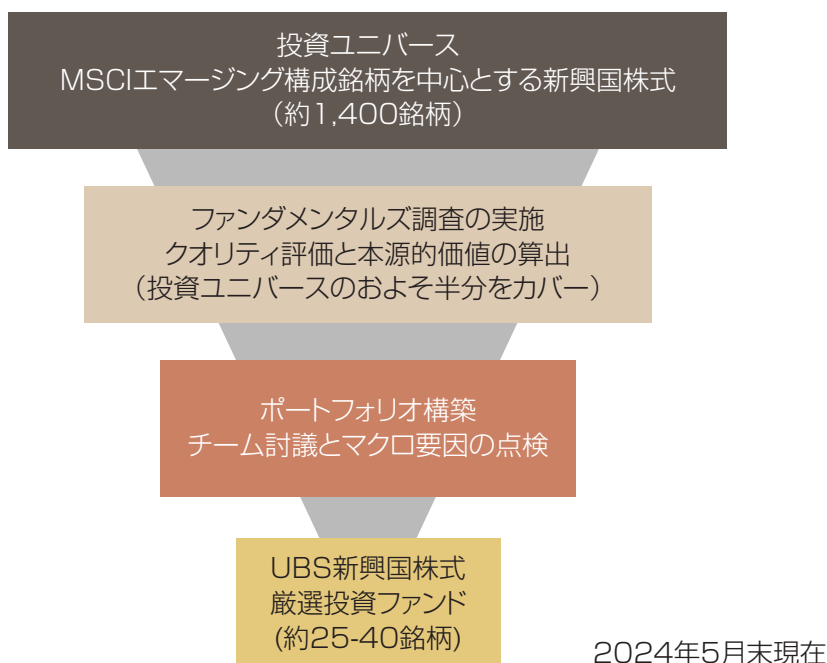 投資ユニバース
MSCIエマージング構成銘柄を中心とする新興国株式
（約1,400銘柄）
ファンダメンタルズ調査の実施
クオリティ評価と本源的価値の算出
（投資ユニバースのおよそ半分をカバー）
ポートフォリオ構築
チーム討議とマクロ要因の点検
UBS新興国株式
厳選投資ファンド
(約25-40銘柄)
2024年5月末現在